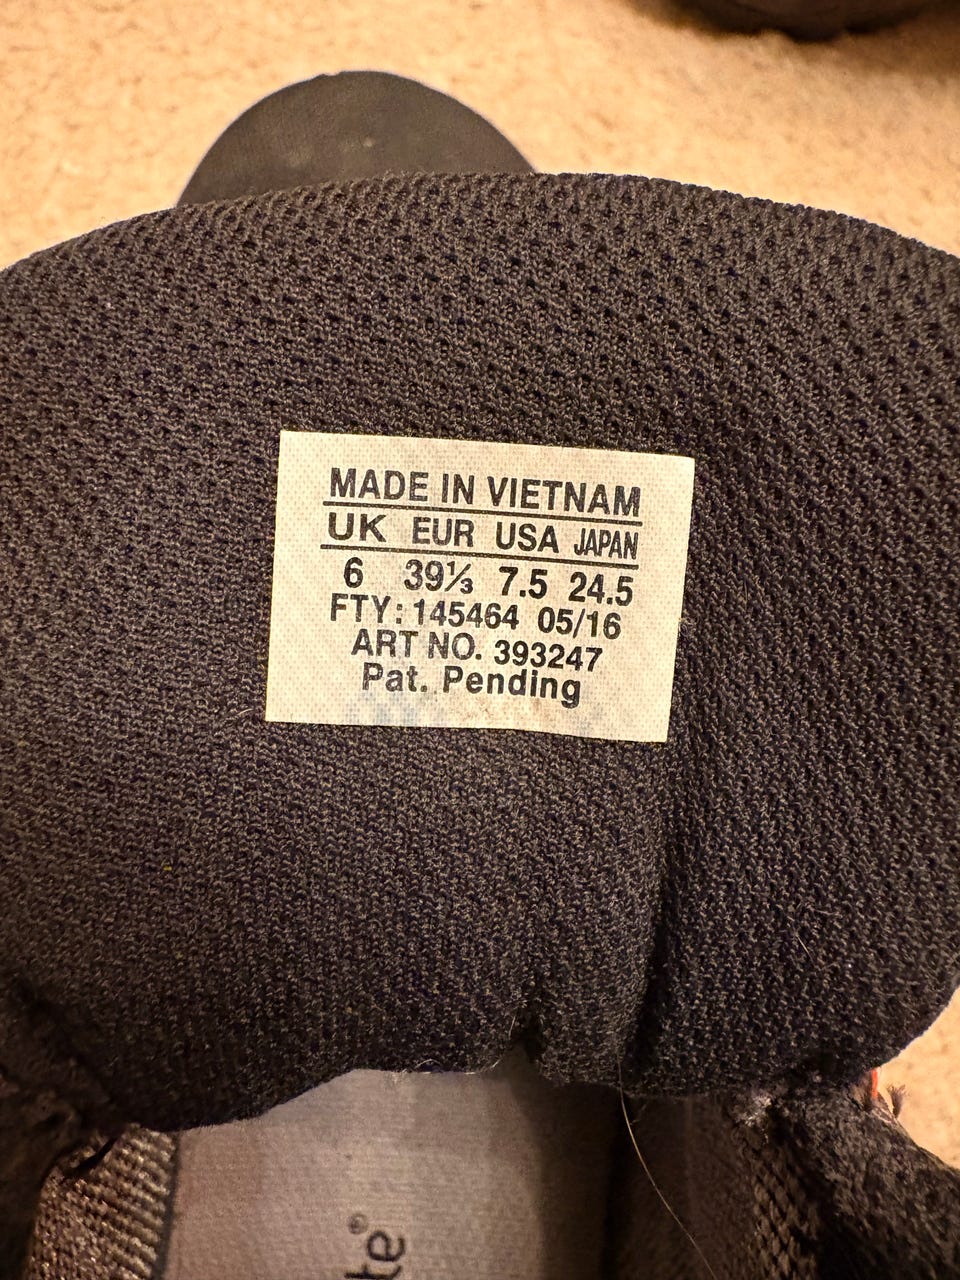 MADE IN VIETNAM
UK EUR USA JAPAN
6 39⅓ 7.5 24.5
FTY: 145464 05/16
ART NO. 393247
Pat. Pending